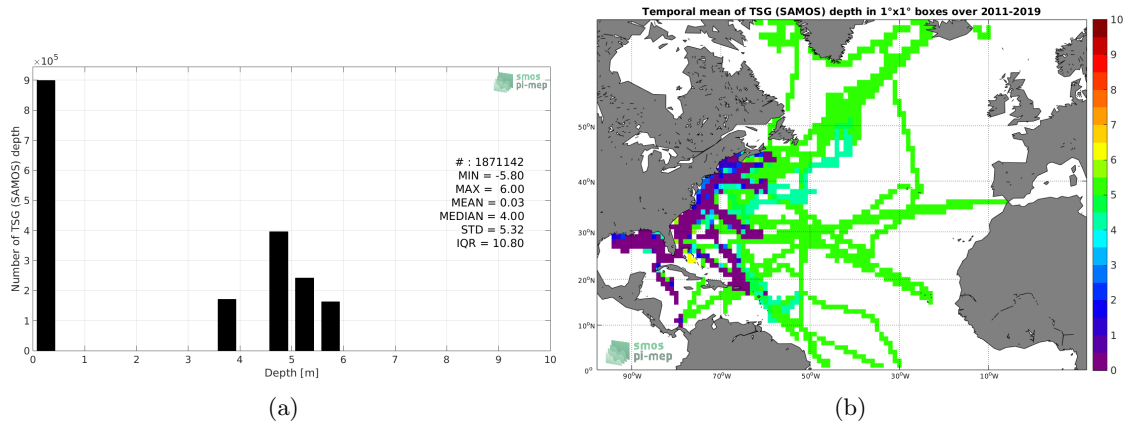 ×10⁵
9
8
7
6
5
4
3
2
1
0
Number of TSG (SAMOS) depth
smos
pi-mep
# : 1871142
MIN = -5.80
MAX = 6.00
MEAN = 0.03
MEDIAN = 4.00
STD = 5.32
IQR = 10.80
0 1 2 3 4 5 6 7 8 9 10
Depth [m]
(a)
Temporal mean of TSG (SAMOS) depth in 1°x1° boxes over 2011-2019
50°N
40°N
30°N
20°N
10°N
0°
90°W 70°W 50°W 30°W 10°W
smos
pi-mep
10
9
8
7
6
5
4
3
2
1
0
(b)